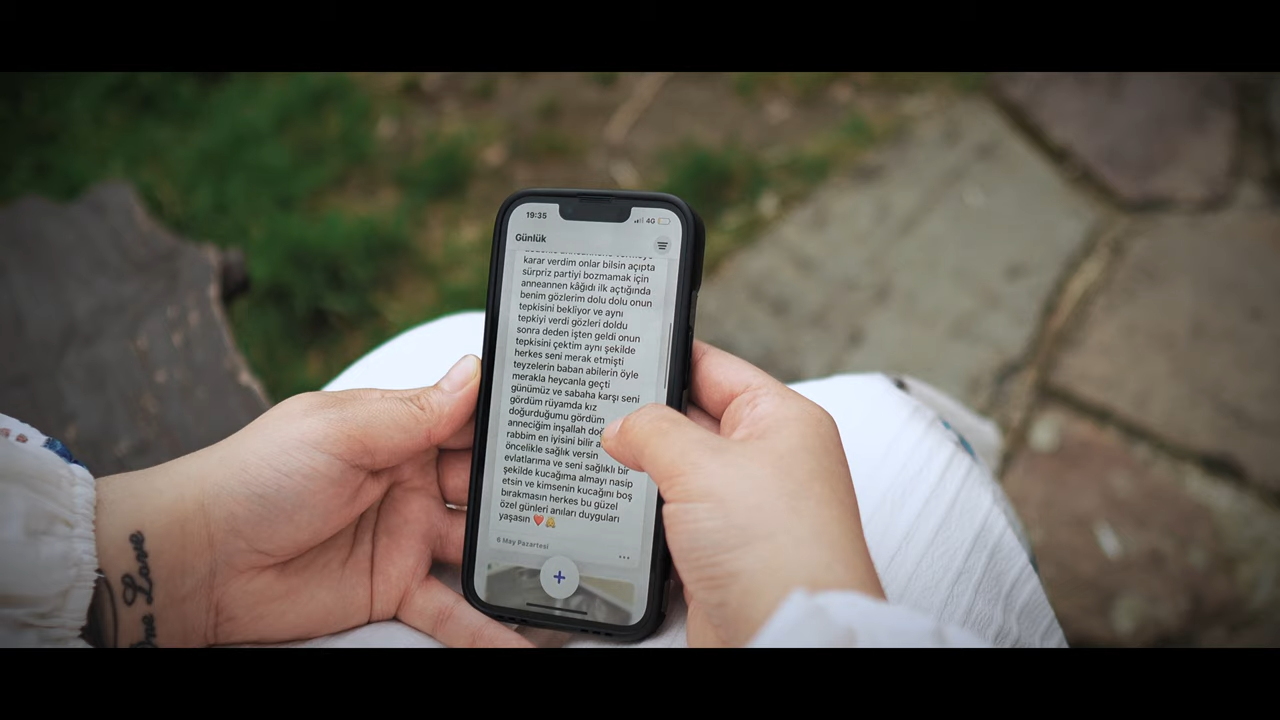 19:35
4G
Günlük
karar verdim onlar bilsin açıpta
sürpriz partiyi bozmamak için
anneannen kâğıdı ilk açtığında
benim gözlerim dolu dolu onun
tepkisini bekliyor ve aynı
tepkiyi verdi gözleri doldu
sonra deden işten geldi onun
tepkisini çektim aynı şekilde
herkes seni merak etmişti
teyzelerin baban abilerin öyle
merakla heycanla geçti
günümüz ve sabaha karşı seni
gördüm rüyamda kız
doğurduğumu gördüm
anneciğim inşallah
rabbim en iyisini bilir
öncelikle sağlık versin
evlatlarıma ve seni sağlıklı bir
şekilde kucağıma almayı nasip
etsin ve kimsenin kucağını boş
bırakmasın herkes bu güzel
özel günleri anıları duyguları
yaşasın ❤️🙏
6 May Pazartesi
One Love